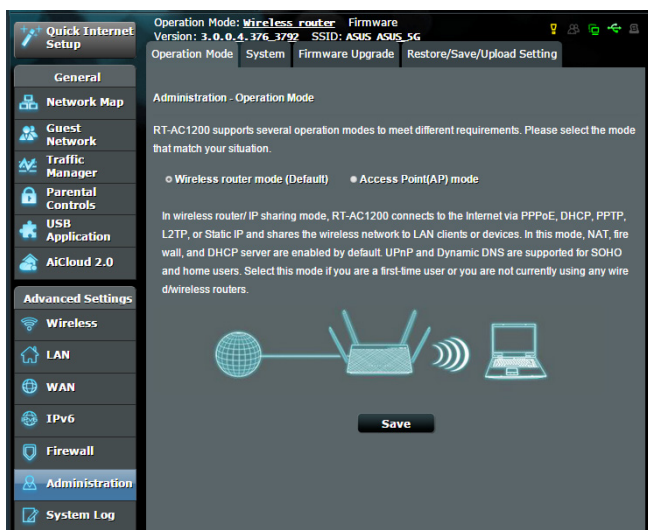 Quick Internet
Setup
General
Network Map
Guest
Network
Traffic
Manager
Parental
Controls
USB
Application
AiCloud 2.0
Advanced Settings
Wireless
LAN
WAN
IPv6
Firewall
Administration
System Log
Operation Mode: Wireless router Firmware
Version: 3.0.0.4.376_3792 SSID: ASUS ASUS_5G
Operation Mode System Firmware Upgrade Restore/Save/Upload Setting
Administration - Operation Mode
RT-AC1200 supports several operation modes to meet different requirements. Please select the mode
that match your situation.
Wireless router mode (Default) Access Point(AP) mode
In wireless router/ IP sharing mode, RT-AC1200 connects to the Internet via PPPoE, DHCP, PPTP,
L2TP, or Static IP and shares the wireless network to LAN clients or devices. In this mode, NAT, fire
wall, and DHCP server are enabled by default. UPnP and Dynamic DNS are supported for SOHO
and home users. Select this mode if you are a first-time user or you are not currently using any wire
d/wireless routers.
Save